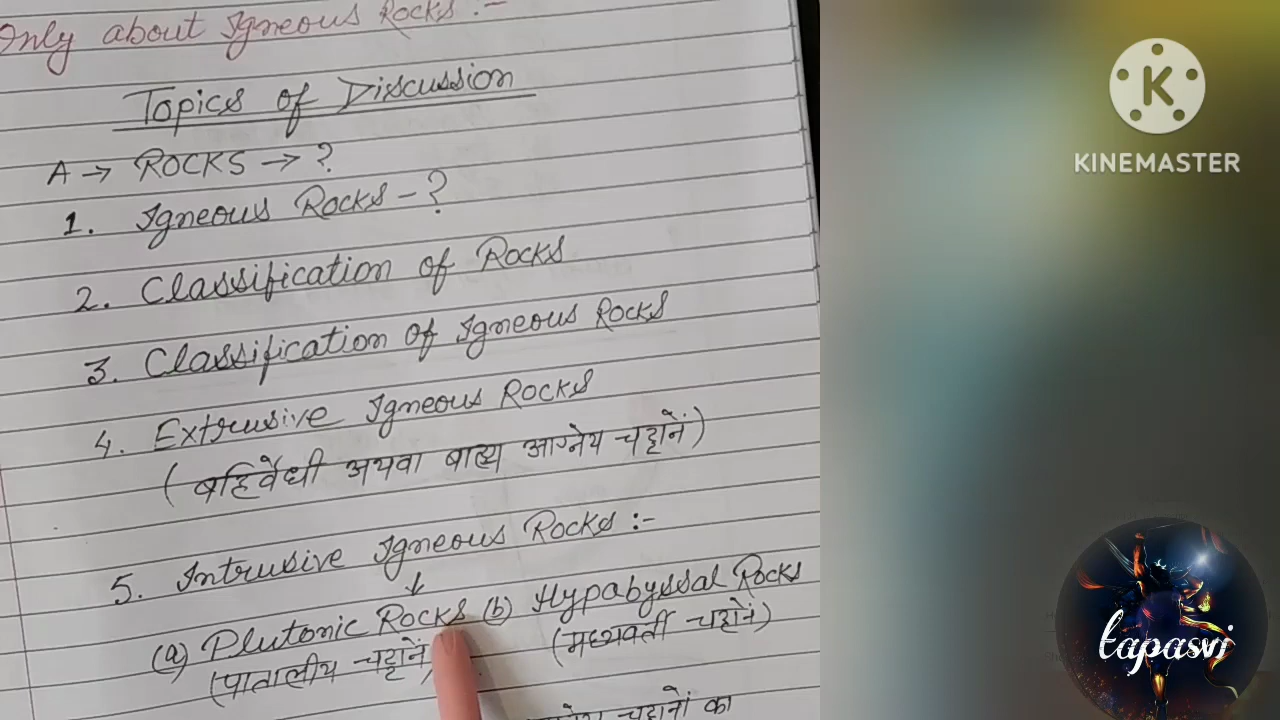 Only about Igneous Rocks :-
Topics of Discussion
A → ROCKS → ?
1. Igneous Rocks - ?
2. Classification of Rocks
3. Classification of Igneous Rocks
4. Extrusive Igneous Rocks
(बहिर्वेधी अथवा बाह्य आग्नेय चट्टानें)
5. Intrusive Igneous Rocks :-
↓
(a) Plutonic Rocks (b) Hypabyssal Rocks
(पातालीय चट्टानें) (मध्यवर्ती चट्टानें)
चट्टानों का
KINEMASTER
tapasvi